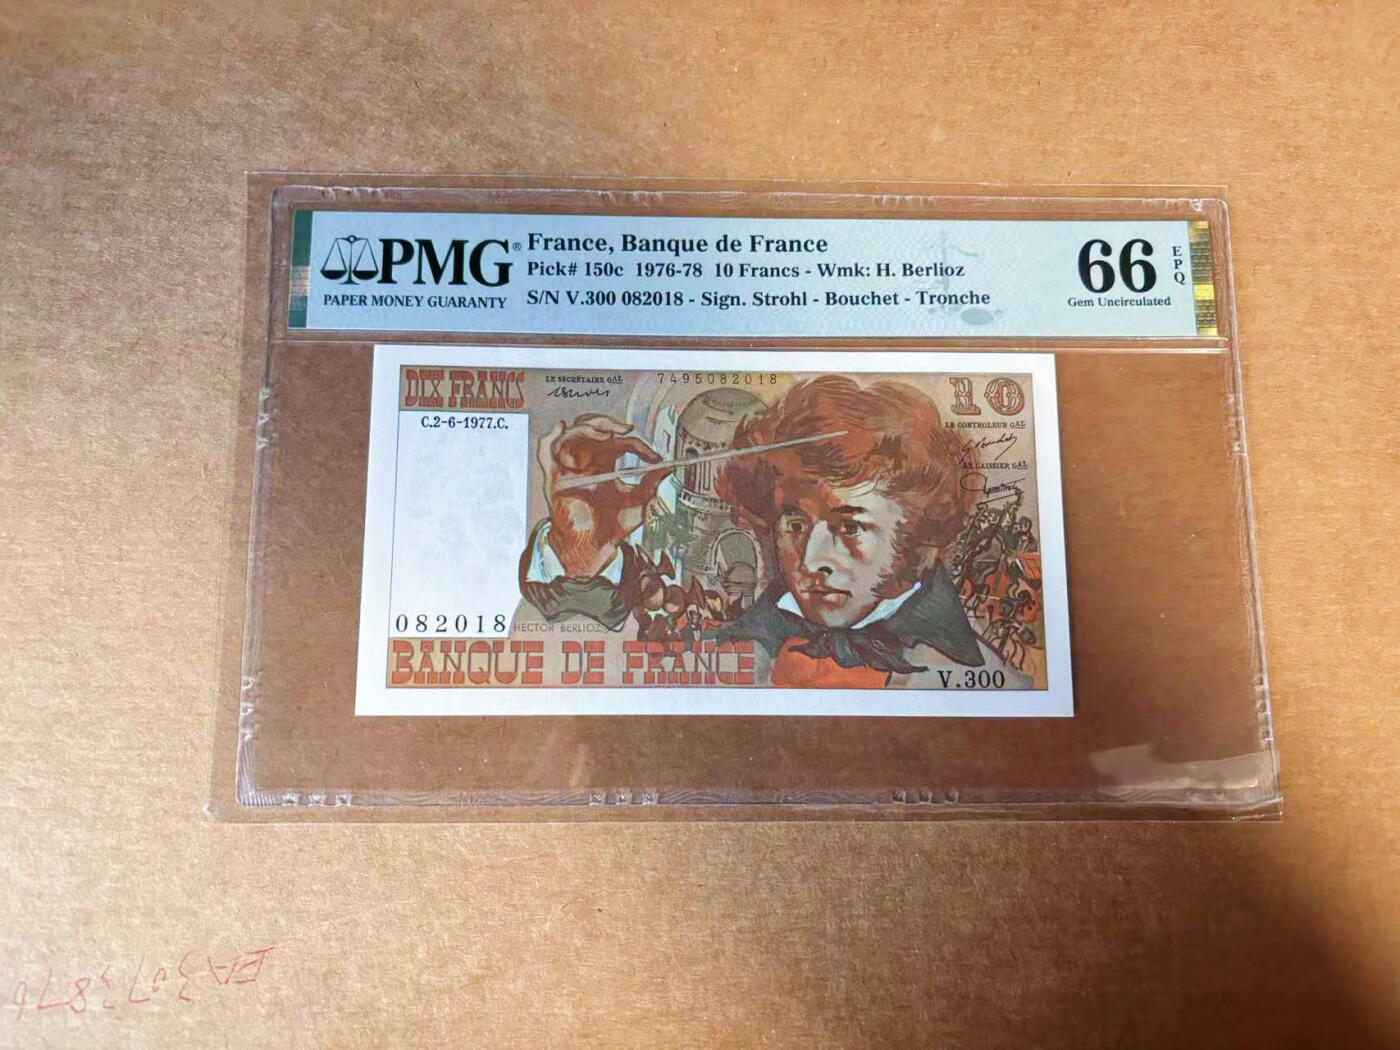 PMG®
PAPER MONEY GUARANTY
France, Banque de France
Pick# 150c 1976-78 10 Francs - Wmk: H. Berlioz
S/N V.300 082018 - Sign. Strohl - Bouchet - Tronche
66
EPQ
Gem Uncirculated
DIX FRANCS
LE SECRÉTAIRE GAL
7495082018
10
C.2-6-1977.C.
LE CONTROLEUR GAL
LE CAISSIER GAL
082018
HECTOR BERLIOZ
BANQUE DE FRANCE
V.300